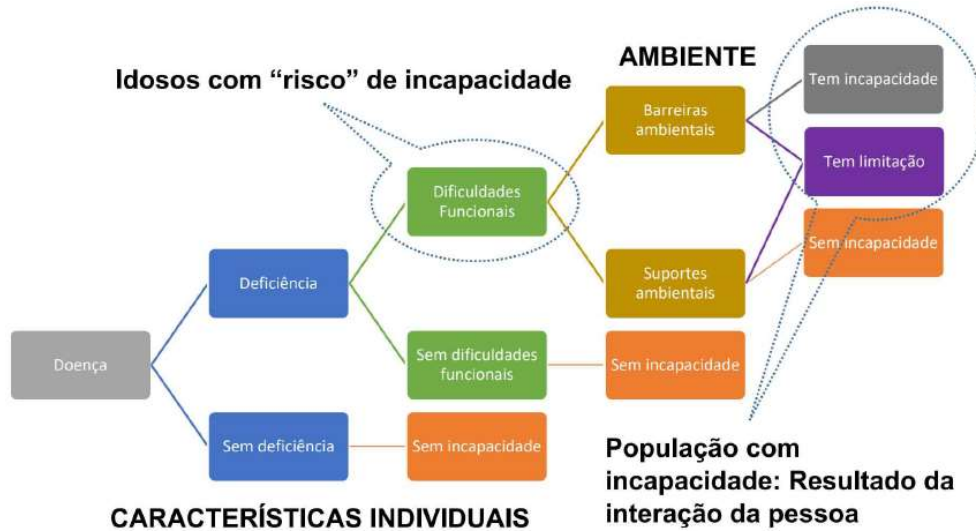 Idosos com “risco” de incapacidade
AMBIENTE
Barreiras
ambientais
Tem incapacidade
Tem limitação
Dificuldades
Funcionais
Sem incapacidade
Deficiência
Suportes
ambientais
Doença
Sem dificuldades
funcionais
Sem incapacidade
Sem deficiência
Sem incapacidade
População com
incapacidade: Resultado da
interação da pessoa
CARACTERÍSTICAS INDIVIDUAIS